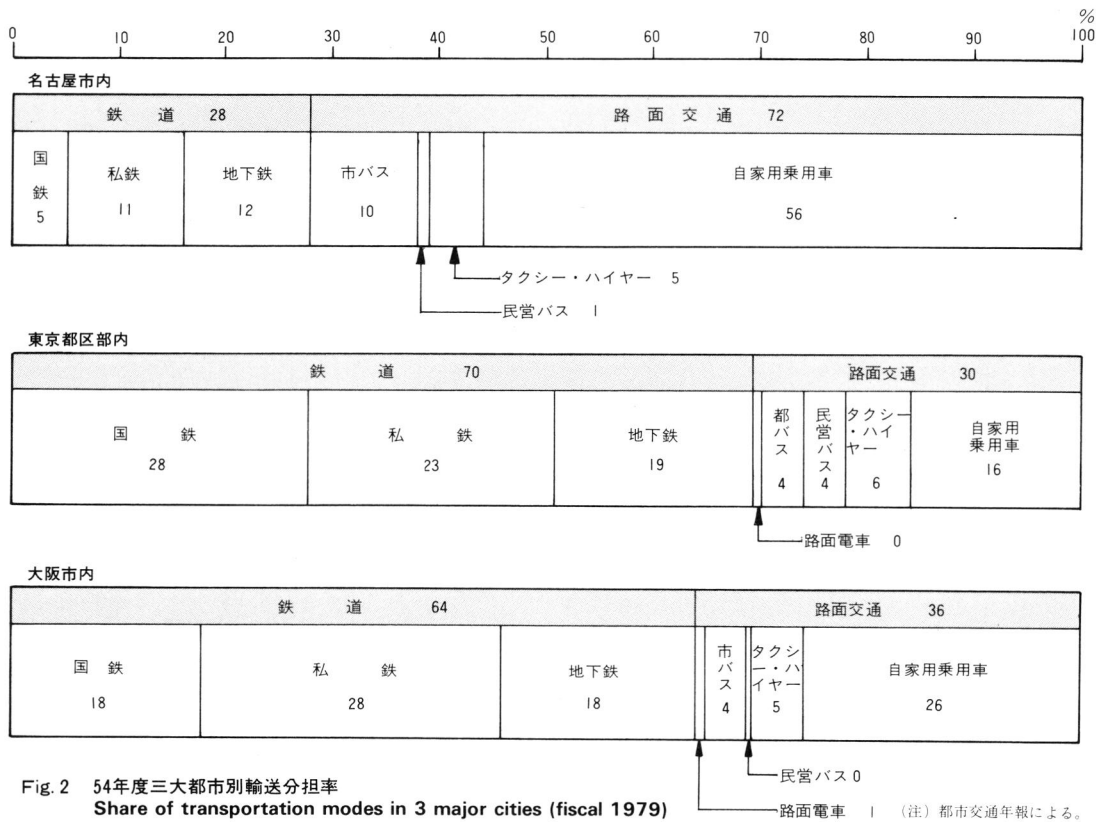 %
0 10 20 30 40 50 60 70 80 90 100
名古屋市内
鉄道 28 路面交通 72
国鉄 5
私鉄 11
地下鉄 12
市バス 10
自家用乗用車 56
タクシー・ハイヤー 5
民営バス 1
東京都区部内
鉄道 70 路面交通 30
国鉄 28
私鉄 23
地下鉄 19
都バス 4
民営バス 4
タクシー・ハイヤー 6
自家用乗用車 16
路面電車 0
大阪市内
鉄道 64 路面交通 36
国鉄 18
私鉄 28
地下鉄 18
市バス 4
タクシー・ハイヤー 5
自家用乗用車 26
民営バス 0
路面電車 1 (注) 都市交通年報による。
Fig. 2 54年度三大都市別輸送分担率
Share of transportation modes in 3 major cities (fiscal 1979)